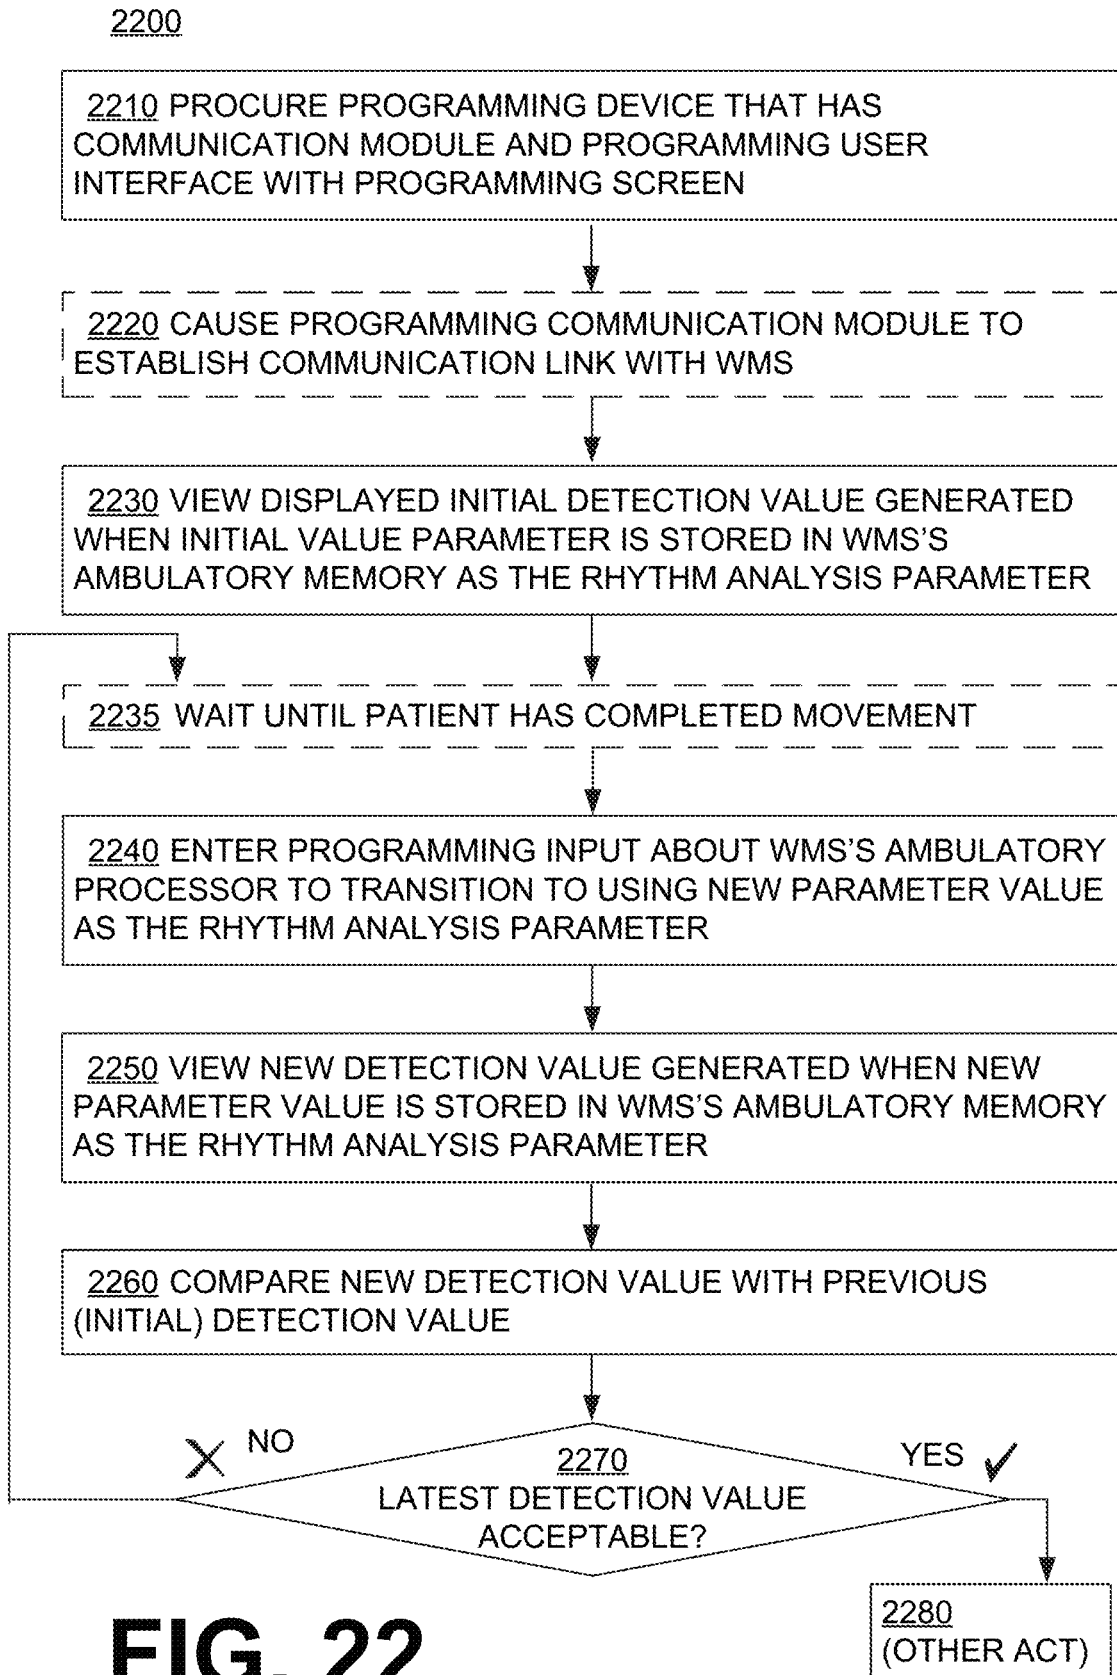 2200
2210 PROCURE PROGRAMMING DEVICE THAT HAS
COMMUNICATION MODULE AND PROGRAMMING USER
INTERFACE WITH PROGRAMMING SCREEN
2220 CAUSE PROGRAMMING COMMUNICATION MODULE TO
ESTABLISH COMMUNICATION LINK WITH WMS
2230 VIEW DISPLAYED INITIAL DETECTION VALUE GENERATED
WHEN INITIAL VALUE PARAMETER IS STORED IN WMS'S
AMBULATORY MEMORY AS THE RHYTHM ANALYSIS PARAMETER
2235 WAIT UNTIL PATIENT HAS COMPLETED MOVEMENT
2240 ENTER PROGRAMMING INPUT ABOUT WMS'S AMBULATORY
PROCESSOR TO TRANSITION TO USING NEW PARAMETER VALUE
AS THE RHYTHM ANALYSIS PARAMETER
2250 VIEW NEW DETECTION VALUE GENERATED WHEN NEW
PARAMETER VALUE IS STORED IN WMS'S AMBULATORY MEMORY
AS THE RHYTHM ANALYSIS PARAMETER
2260 COMPARE NEW DETECTION VALUE WITH PREVIOUS
(INITIAL) DETECTION VALUE
NO
YES
2270
LATEST DETECTION VALUE
ACCEPTABLE?
2280
(OTHER ACT)
FIG. 22